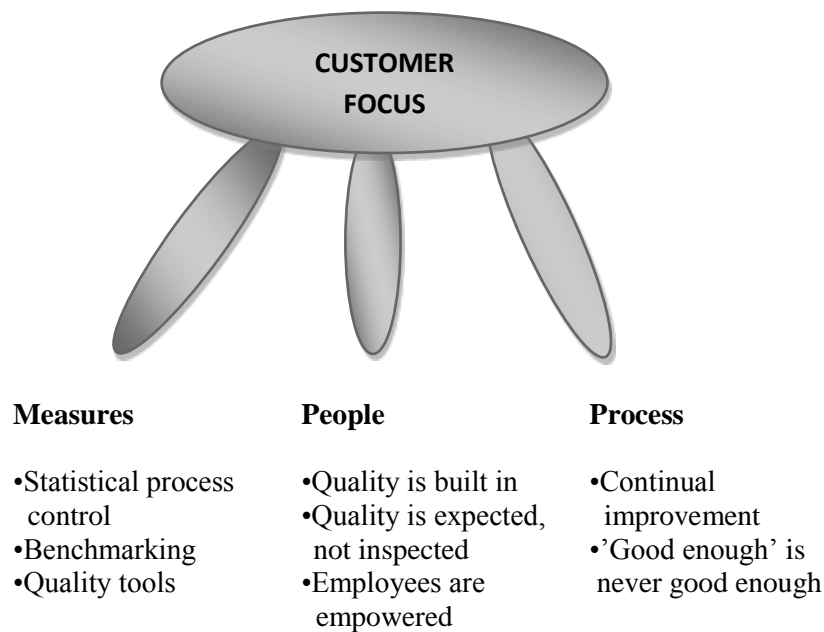 CUSTOMER
FOCUS
Measures
•Statistical process
control
•Benchmarking
•Quality tools
People
•Quality is built in
•Quality is expected,
not inspected
•Employees are
empowered
Process
•Continual
improvement
•’Good enough’ is
never good enough